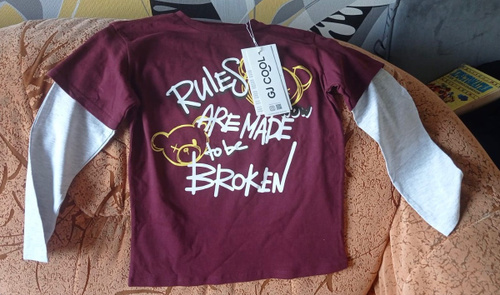 RULES
ARE MADE
to be
BROKEN
GJ COOL